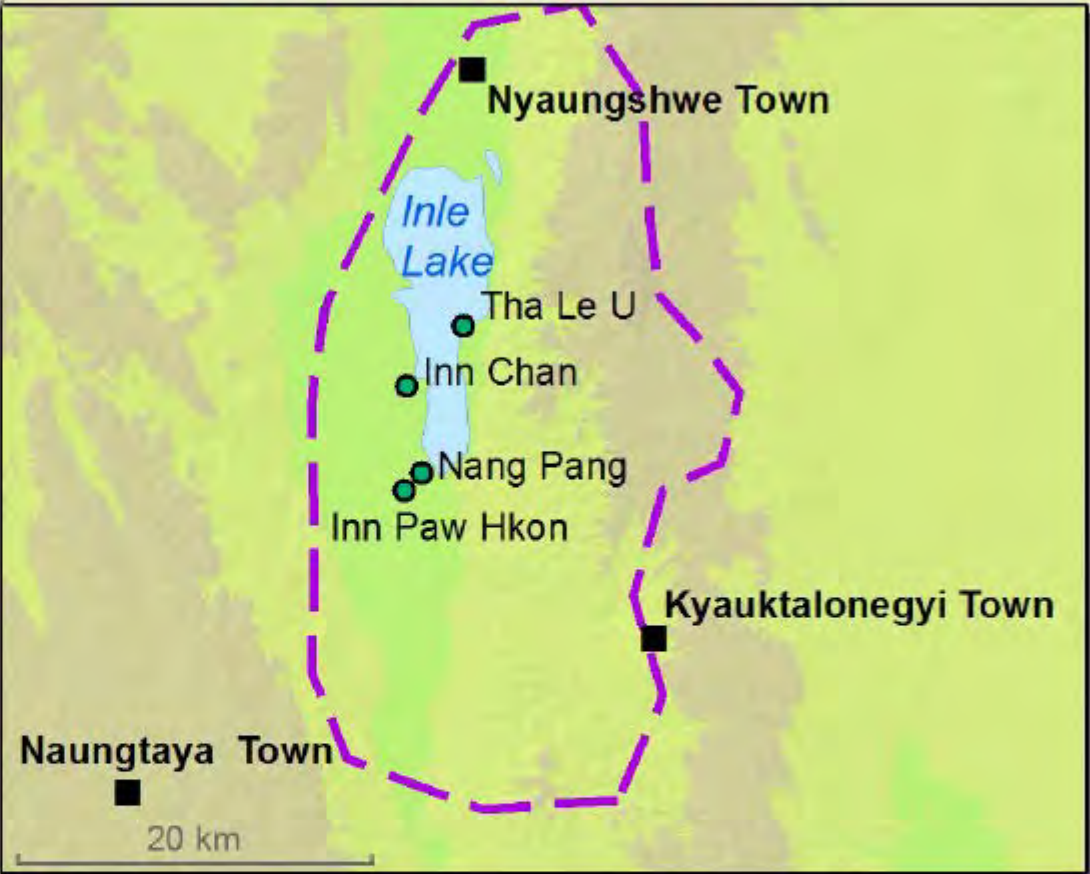 Nyaungshwe Town
Inle
Lake
Tha Le U
Inn Chan
Nang Pang
Inn Paw Hkon
Kyauktalonegyi Town
Naungtaya  Town
20 km